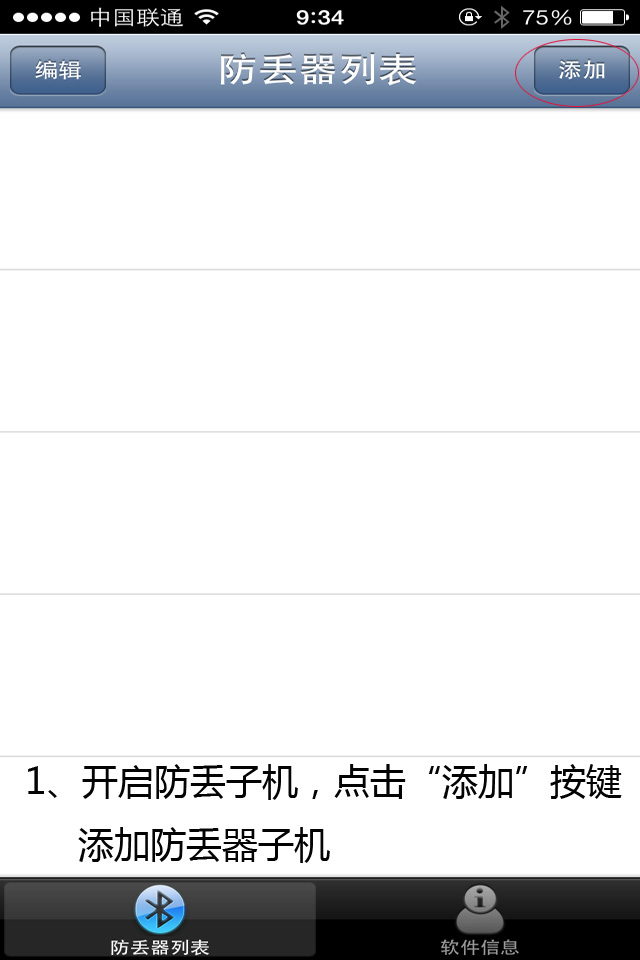 中国联通 9:34 75%
编辑 防丢器列表 添加
1、开启防丢子机，点击“添加”按键
添加防丢器子机
防丢器列表 软件信息